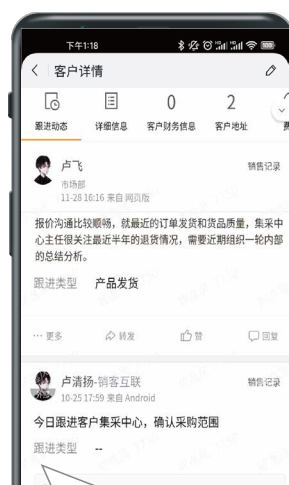 下午1:18
客户详情
0
2
跟进动态
详细信息
客户财务信息
客户地址
卢飞
销售记录
市场部
11-28 16:16 来自 网页版
报价沟通比较顺畅，就最
近的订单发货和货品质量，集采中
心主任很关注最近半年的退货情况，需要近期组织一轮内部
的总结分析。
跟进类型 产品发货
··· 更多
转发
赞
回复
卢清扬-销客互联
销售记录
10-25 17:59 来自 Android
今日跟进客户集采中心，确认采购范围
跟进类型 --